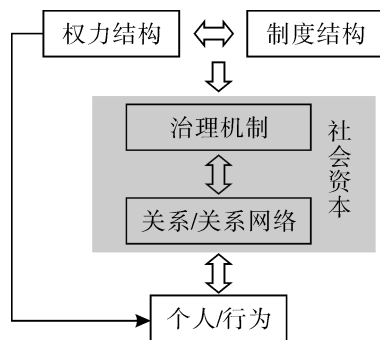 权力结构
制度结构
治理机制
社会资本
关系/关系网络
个人/行为